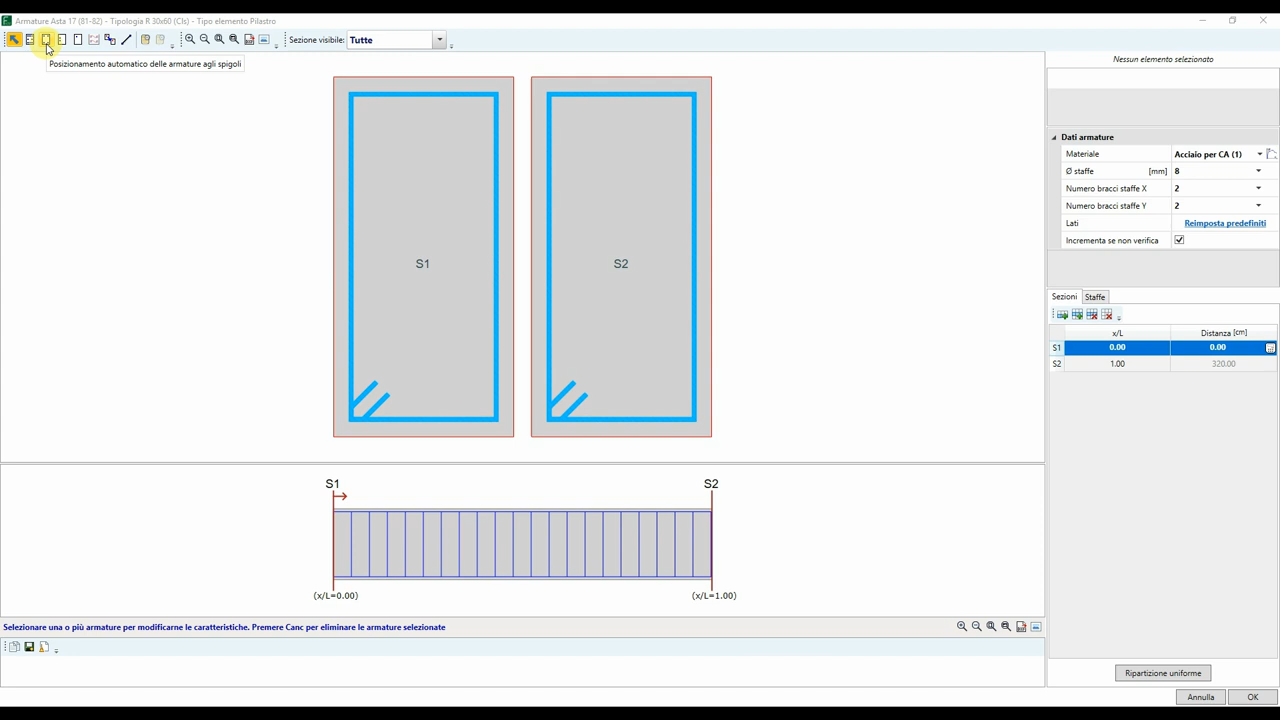 Armature Asta 17 (81-82) - Tipologia R 30x60 (Cls) - Tipo elemento Pilastro
Sezione visibile: Tutte
Posizionamento automatico delle armature agli spigoli
Nessun elemento selezionato
Dati armature
Materiale Acciaio per CA (1)
Ø staffe [mm] 8
Numero bracci staffe X 2
Numero bracci staffe Y 2
Lati Reimposta predefiniti
Incrementa se non verifica
S1 S2
Sezioni Staffe
x/L Distanza [cm]
S1 0.00 0.00
S2 1.00 320.00
S1 S2
(x/L=0.00) (x/L=1.00)
Selezionare una o più armature per modificarne le caratteristiche. Premere Canc per eliminare le armature selezionate
Ripartizione uniforme
Annulla OK